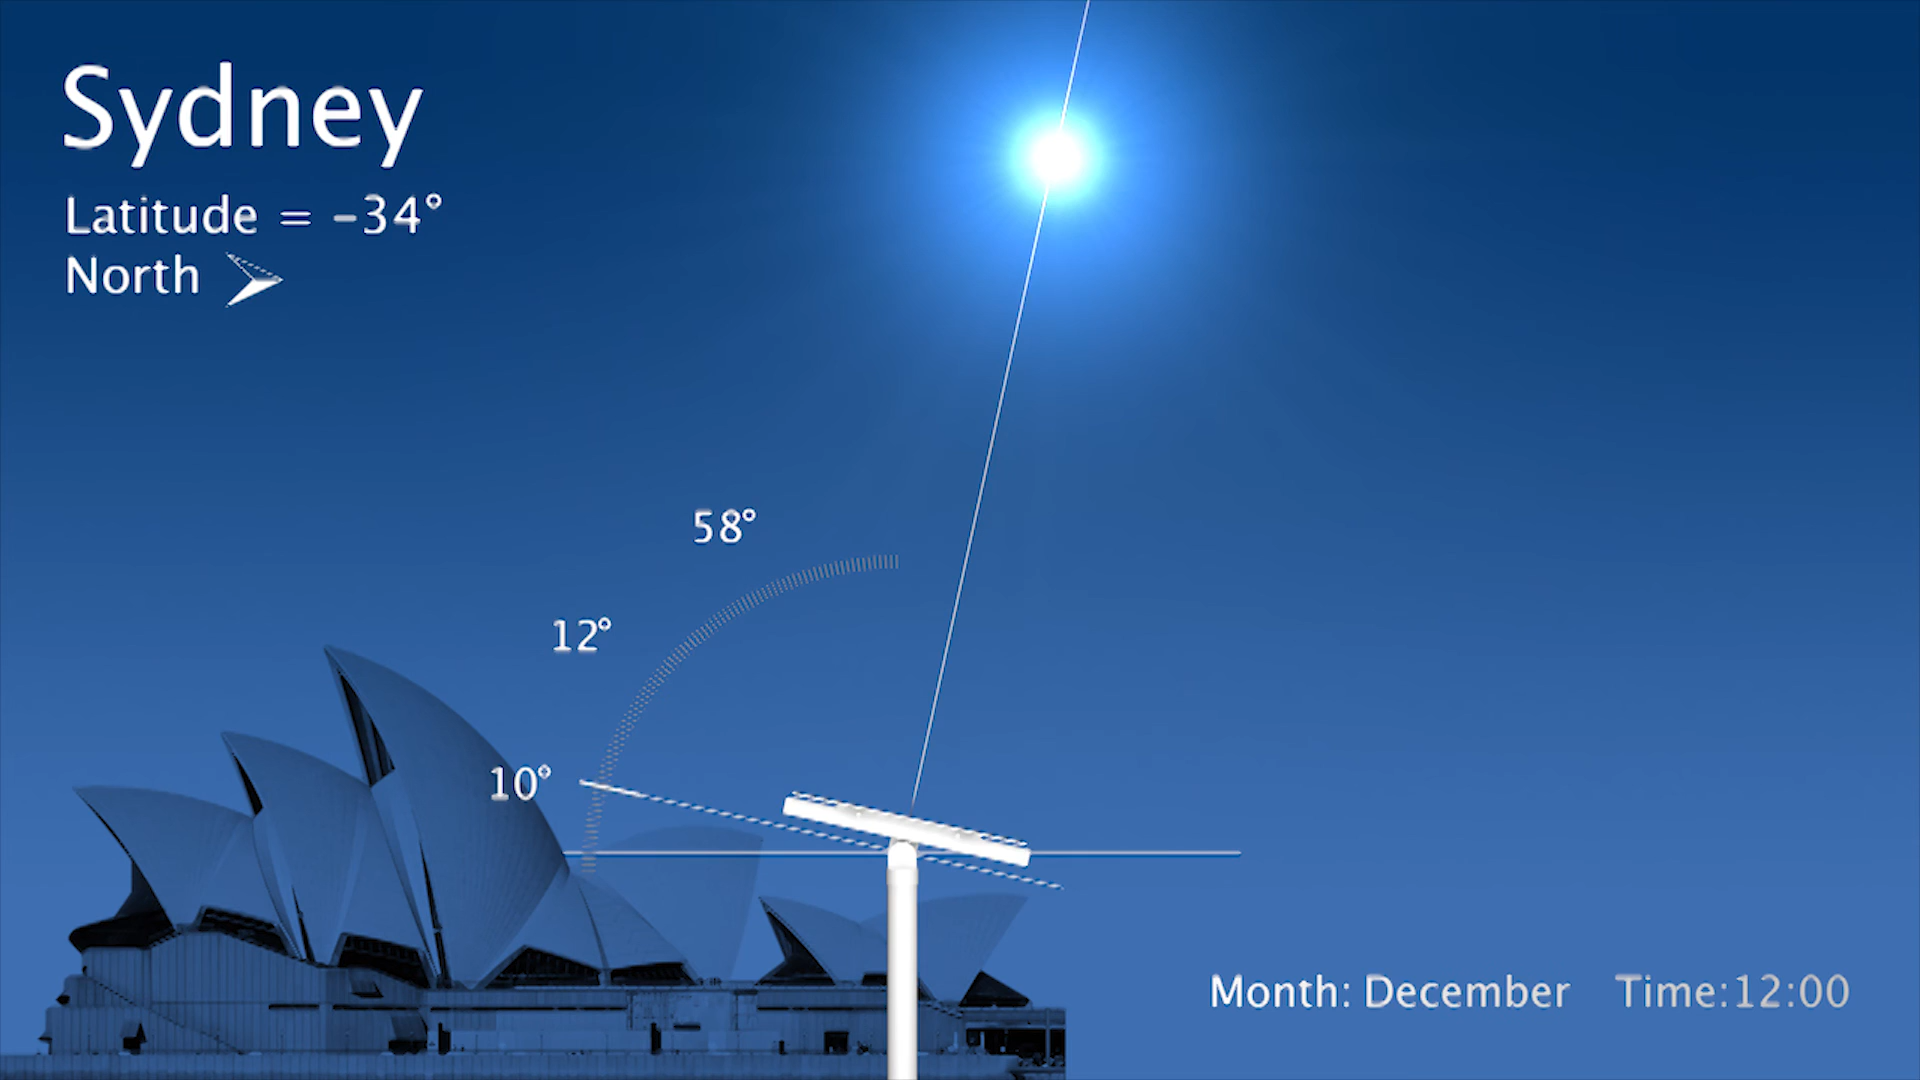 Sydney
Latitude = -34°
North
58°
12°
10°
Month: December Time:12:00